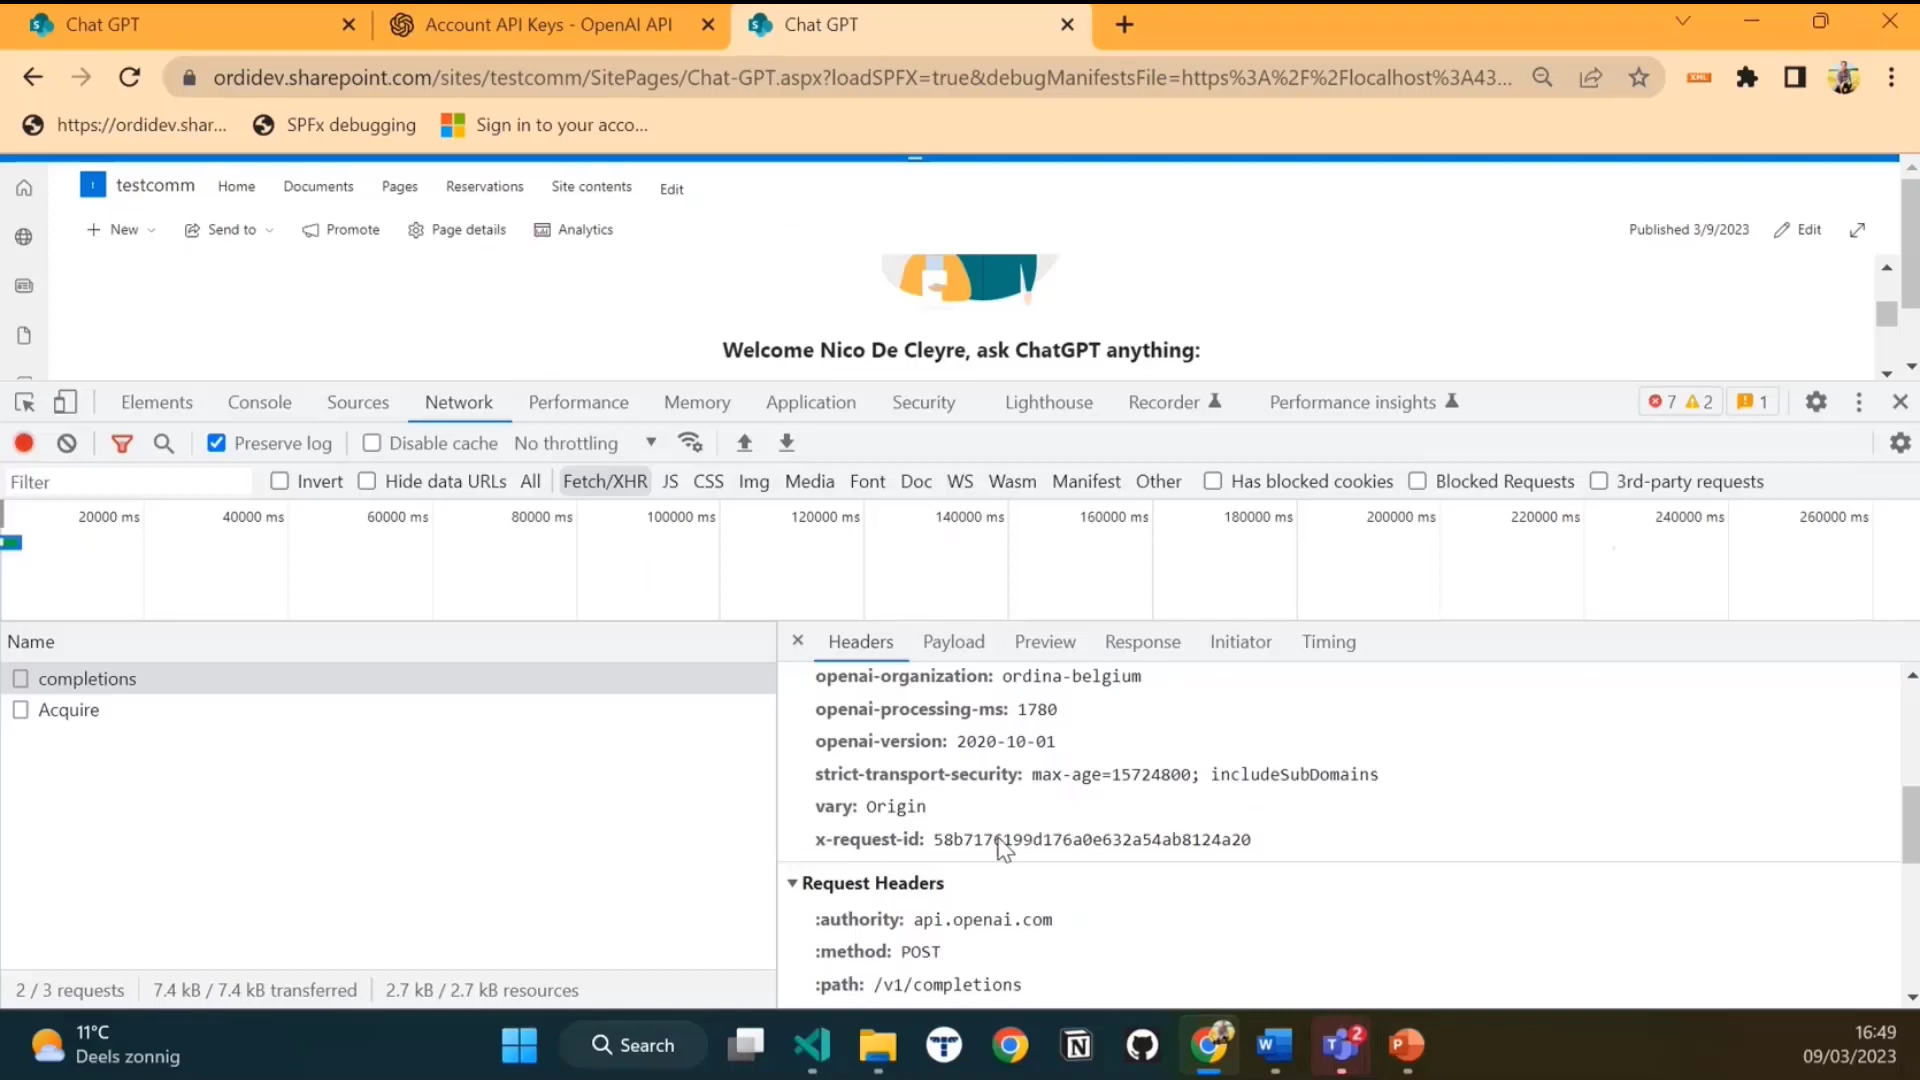 Chat GPT
Account API Keys - OpenAI API
Chat GPT
ordidev.sharepoint.com/sites/testcomm/SitePages/Chat-GPT.aspx?loadSPFX=true&debugManifestsFile=https%3A%2F%2Flocalhost%3A43...
XML
https://ordidev.shar...
SPFx debugging
Sign in to your acco...
t
testcomm Home Documents Pages Reservations Site contents Edit
New Send to Promote Page details Analytics
Published 3/9/2023 Edit
Welcome Nico De Cleyre, ask ChatGPT anything:
Elements Console Sources Network Performance Memory Application Security Lighthouse Recorder Performance insights 7 2 1
Preserve log Disable cache No throttling
Filter Invert Hide data URLs All Fetch/XHR JS CSS Img Media Font Doc WS Wasm Manifest Other Has blocked cookies Blocked Requests 3rd-party requests
20000 ms 40000 ms 60000 ms 80000 ms 100000 ms 120000 ms 140000 ms 160000 ms 180000 ms 200000 ms 220000 ms 240000 ms 260000 ms
Name
completions
Acquire
2 / 3 requests 7.4 kB / 7.4 kB transferred 2.7 kB / 2.7 kB resources
Headers Payload Preview Response Initiator Timing
openai-organization: ordina-belgium
openai-processing-ms: 1780
openai-version: 2020-10-01
strict-transport-security: max-age=15724800; includeSubDomains
vary: Origin
x-request-id: 58b7176199d176a0e632a54ab8124a20
Request Headers
:authority: api.openai.com
:method: POST
:path: /v1/completions
11°C
Deels zonnig
Search
2
16:49
09/03/2023